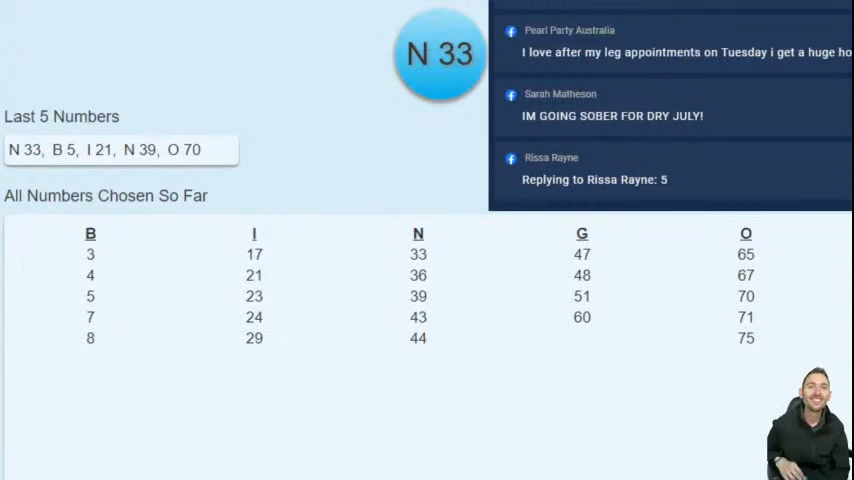 N 33
Pearl Party Australia
I love after my leg appointments on Tuesday i get a huge ho
Sarah Matheson
IM GOING SOBER FOR DRY JULY!
Rissa Rayne
Replying to Rissa Rayne: 5
Last 5 Numbers
N 33, B 5, I 21, N 39, O 70
All Numbers Chosen So Far
B I N G O
3 17 33 47 65
4 21 36 48 67
5 23 39 51 70
7 24 43 60 71
8 29 44 75